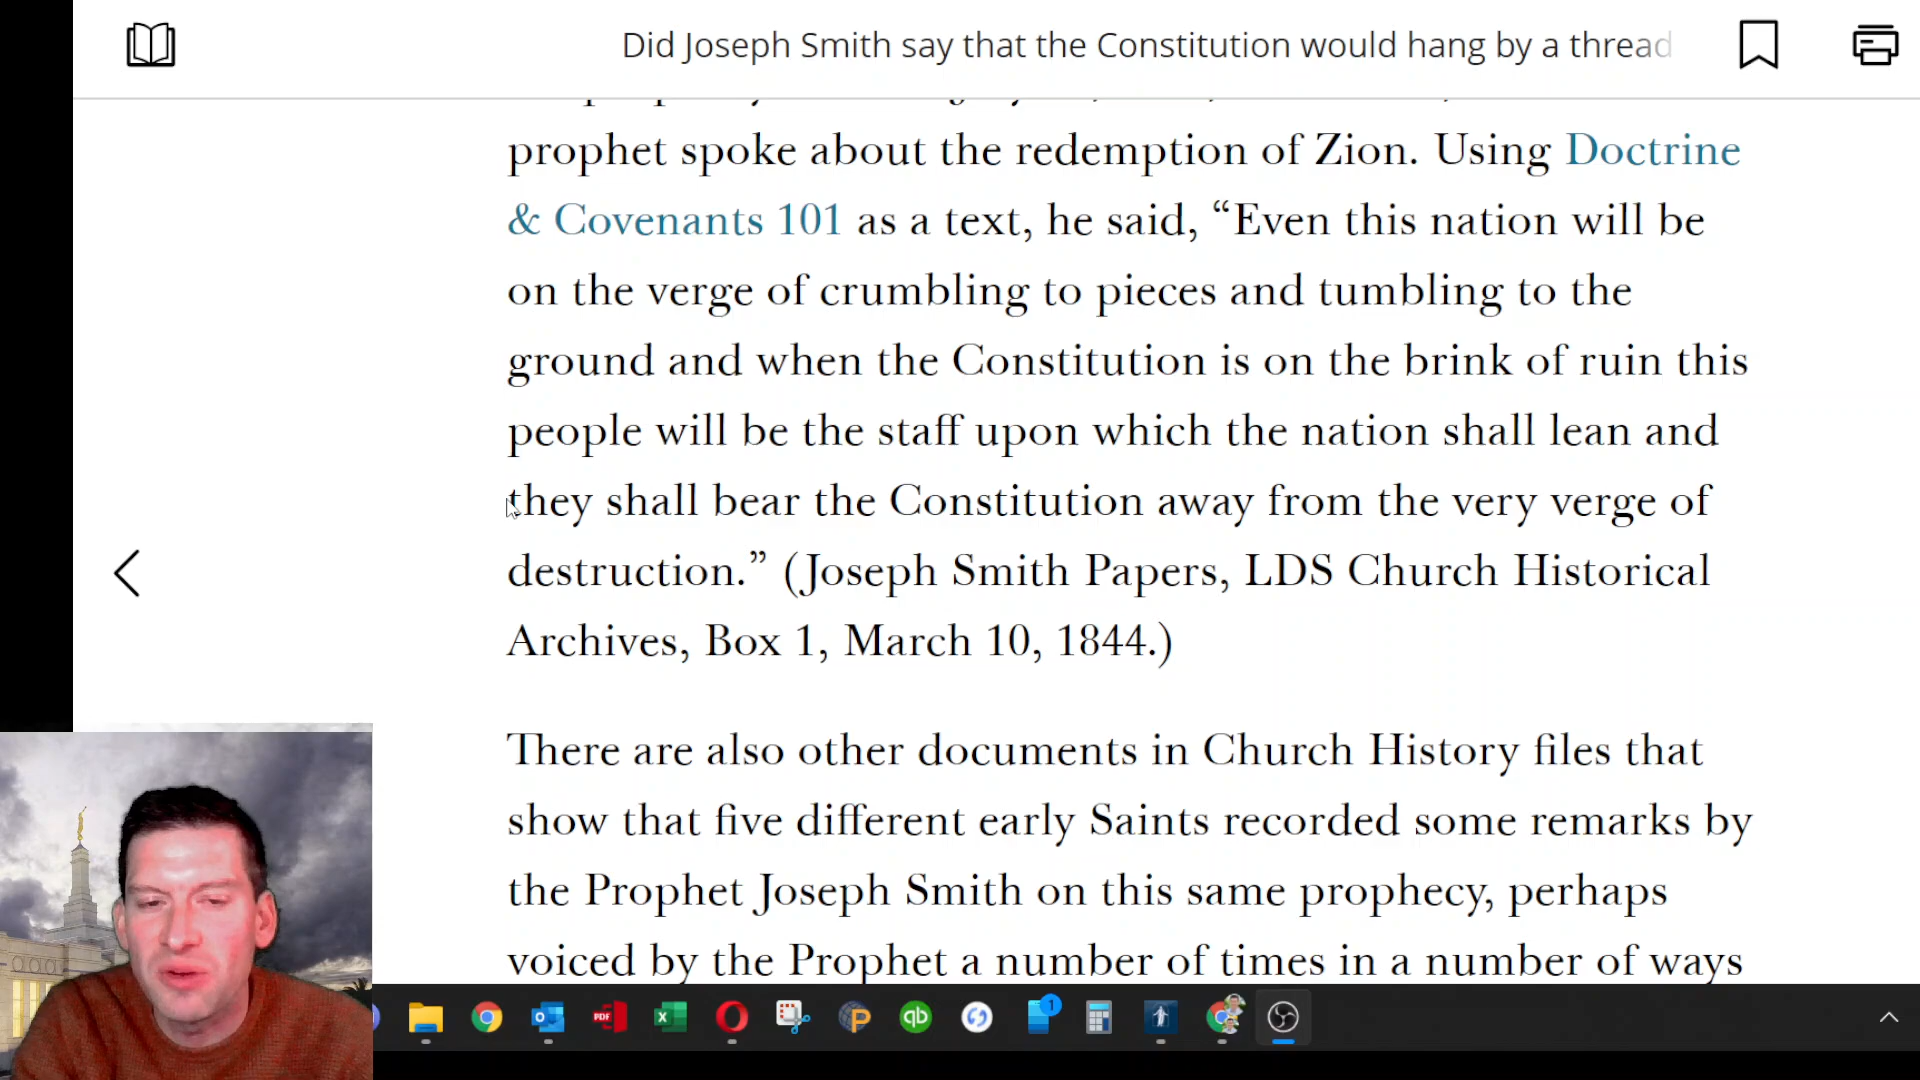 Did Joseph Smith say that the Constitution would hang by a thread
prophet spoke about the redemption of Zion. Using Doctrine
& Covenants 101 as a text, he said, “Even this nation will be
on the verge of crumbling to pieces and tumbling to the
ground and when the Constitution is on the brink of ruin this
people will be the staff upon which the nation shall lean and
they shall bear the Constitution away from the very verge of
destruction.” (Joseph Smith Papers, LDS Church Historical
Archives, Box 1, March 10, 1844.)
There are also other documents in Church History files that
show that five different early Saints recorded some remarks by
the Prophet Joseph Smith on this same prophecy, perhaps
voiced by the Prophet a number of times in a number of ways
PDF
qb
1